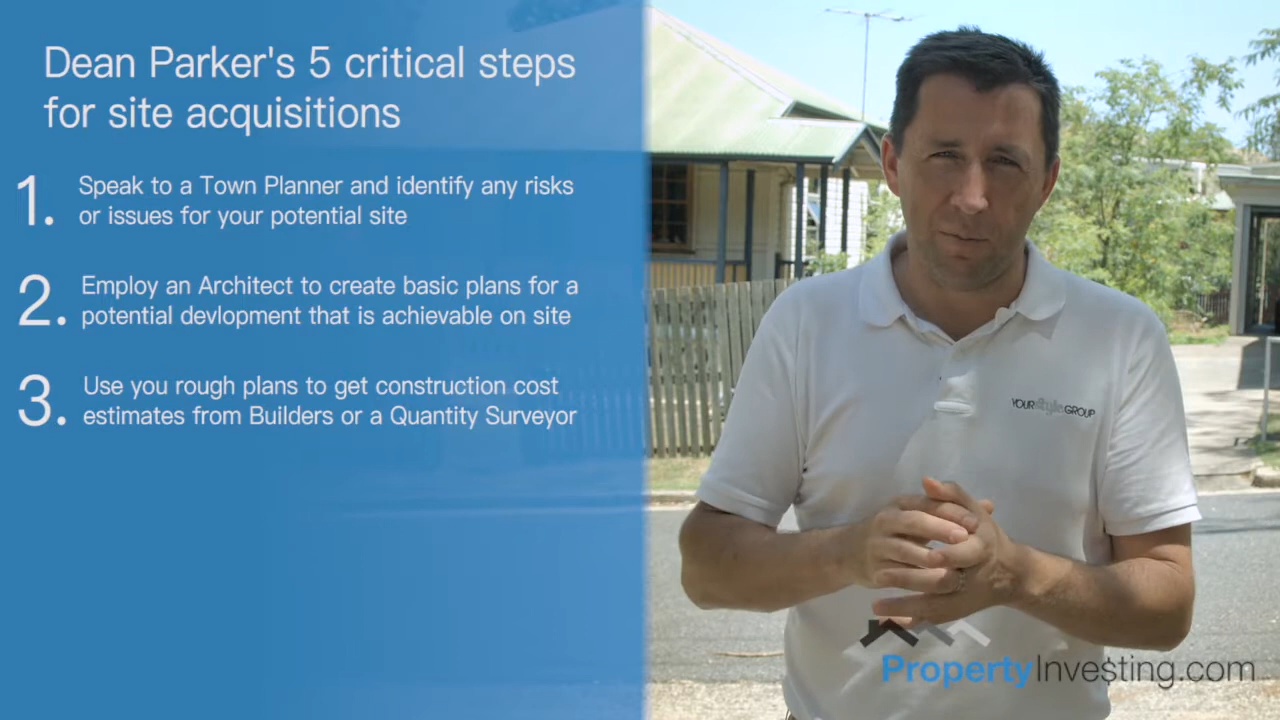 Dean Parker's 5 critical steps
for site acquisitions
1. Speak to a Town Planner and identify any risks
or issues for your potential site
2. Employ an Architect to create basic plans for a
potential devlopment that is achievable on site
3. Use you rough plans to get construction cost
estimates from Builders or a Quantity Surveyor
YOURstyleGROUP
PropertyInvesting.com